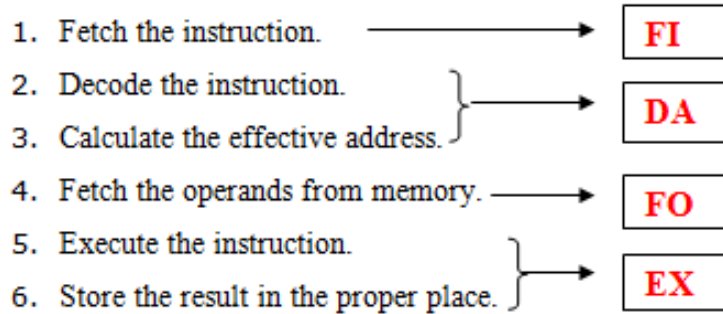 1. Fetch the instruction. FI
2. Decode the instruction.
DA
3. Calculate the effective address.
4. Fetch the operands from memory. FO
5. Execute the instruction.
EX
6. Store the result in the proper place.